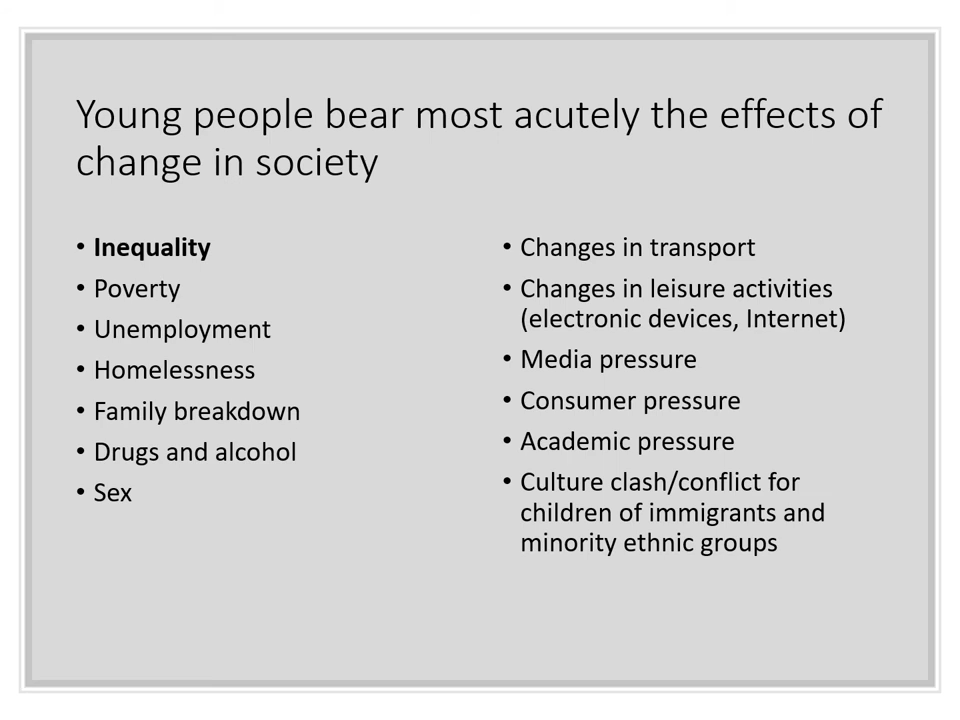 Young people bear most acutely the effects of
change in society
• Inequality
• Poverty
• Unemployment
• Homelessness
• Family breakdown
• Drugs and alcohol
• Sex
• Changes in transport
• Changes in leisure activities
(electronic devices, Internet)
• Media pressure
• Consumer pressure
• Academic pressure
• Culture clash/conflict for
children of immigrants and
minority ethnic groups